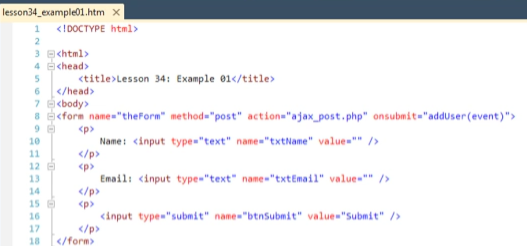 lesson34_example01.htm ✕
1 <!DOCTYPE html>
2
3 <html>
4 <head>
5 <title>Lesson 34: Example 01</title>
6 </head>
7 <body>
8 <form name="theForm" method="post" action="ajax_post.php" onsubmit="addUser(event)">
9 <p>
10 Name: <input type="text" name="txtName" value="" />
11 </p>
12 <p>
13 Email: <input type="text" name="txtEmail" value="" />
14 </p>
15 <p>
16 <input type="submit" name="btnSubmit" value="Submit" />
17 </p>
18 </form>